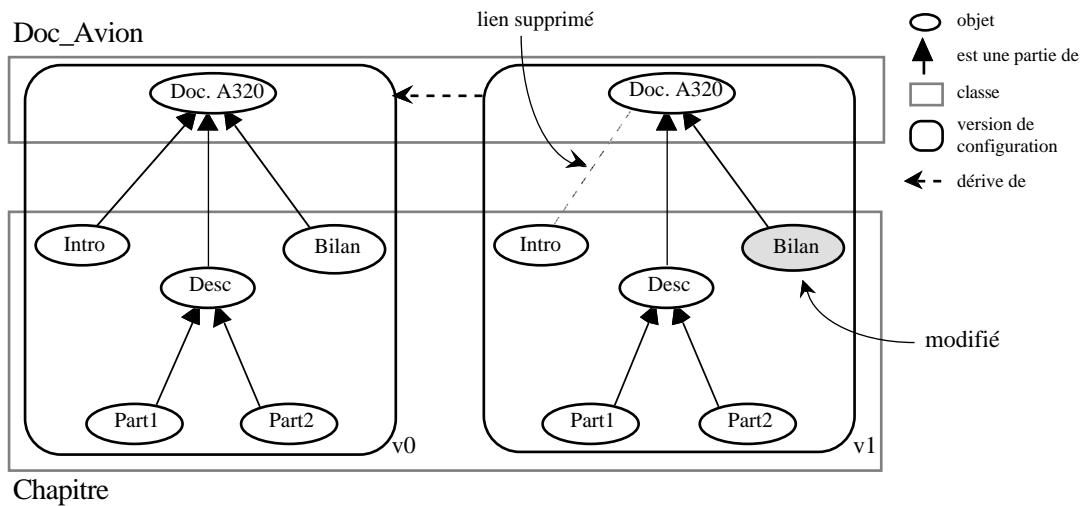 Doc_Avion
lien supprimé
objet
est une partie de
classe
version de
configuration
dérive de
Doc. A320
Doc. A320
Intro
Bilan
Desc
Part1
Part2
v0
Intro
Bilan
Desc
modifié
Part1
Part2
v1
Chapitre